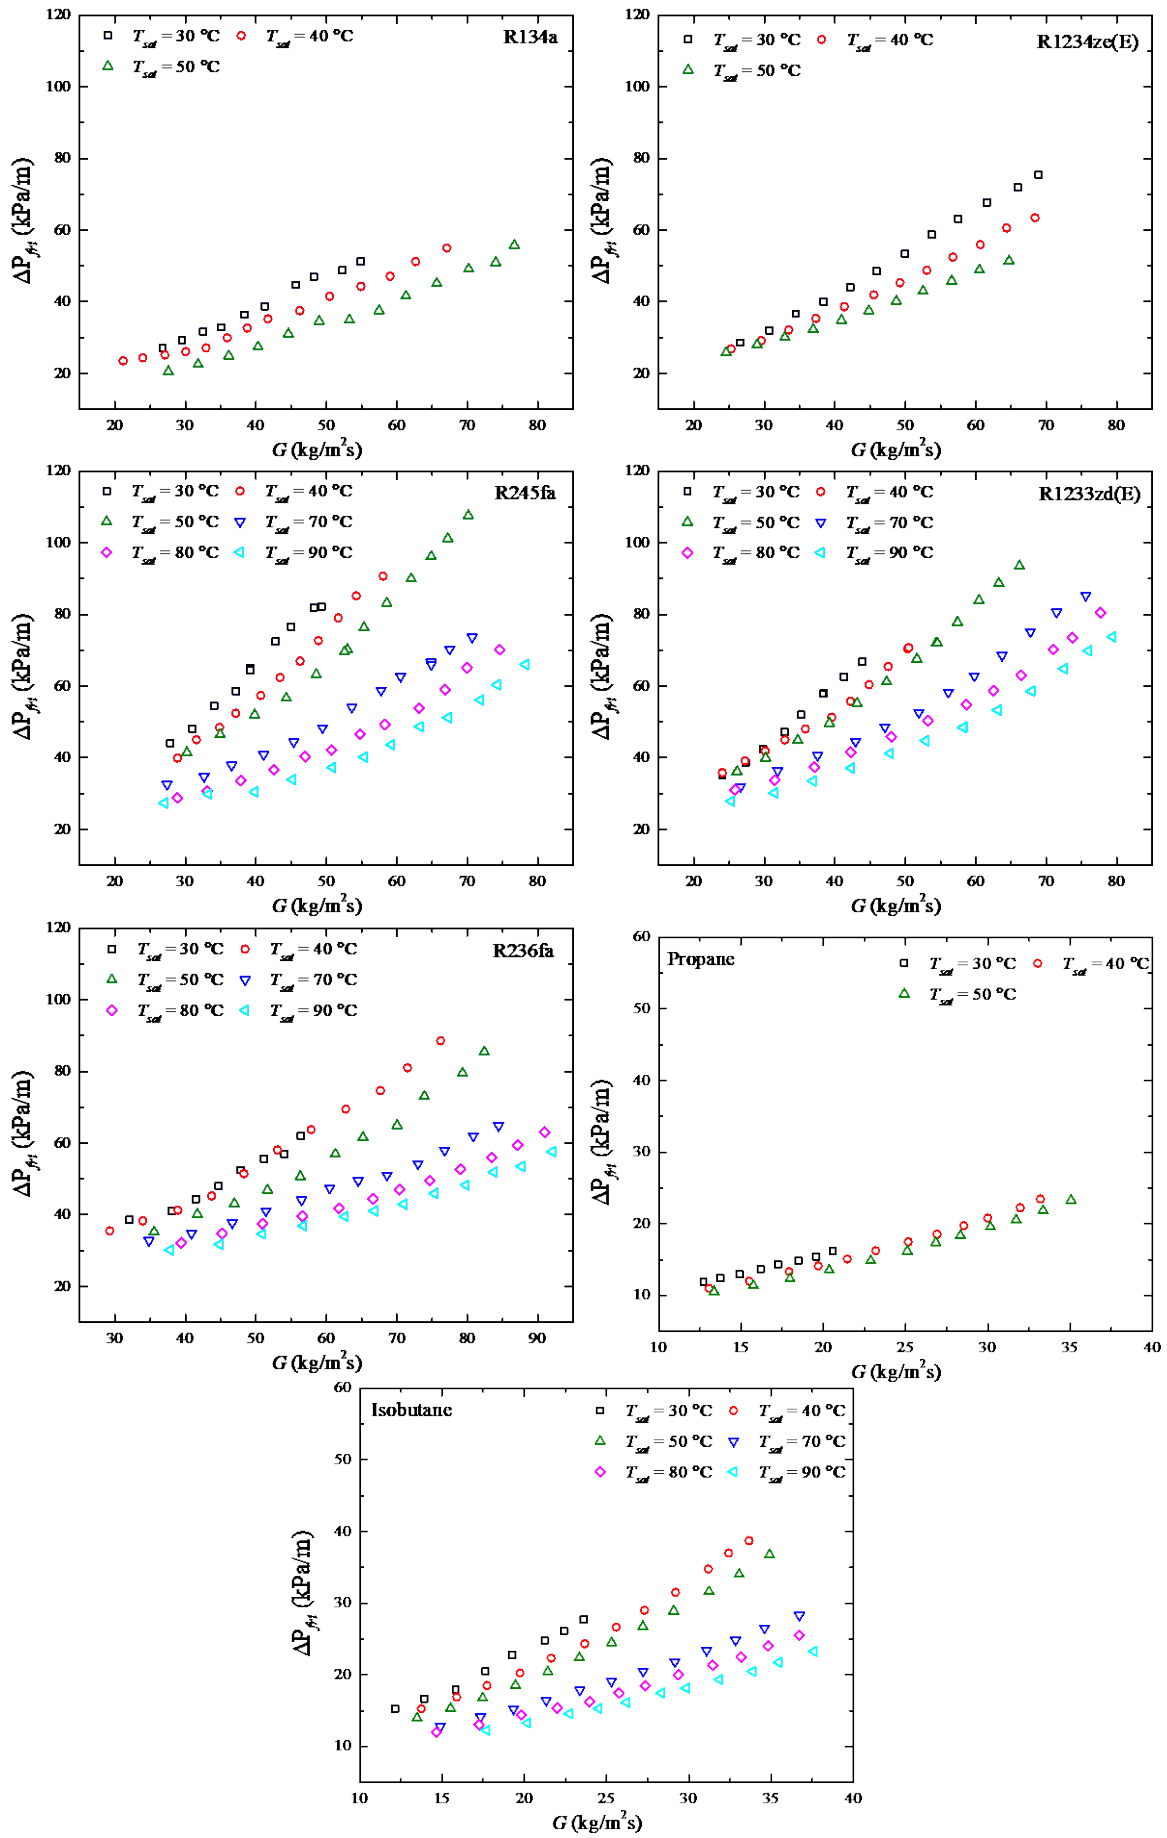 120
100
80
60
40
20
ΔP_frt (kPa/m)
T_sat = 30 °C T_sat = 40 °C R134a
T_sat = 50 °C
20 30 40 50 60 70 80
G (kg/m²s)
120
100
80
60
40
20
ΔP_frt (kPa/m)
T_sat = 30 °C T_sat = 40 °C R1234ze(E)
T_sat = 50 °C
20 30 40 50 60 70 80
G (kg/m²s)
120
100
80
60
40
20
ΔP_frt (kPa/m)
T_sat = 30 °C T_sat = 40 °C R245fa
T_sat = 50 °C T_sat = 70 °C
T_sat = 80 °C T_sat = 90 °C
20 30 40 50 60 70 80
G (kg/m²s)
120
100
80
60
40
20
ΔP_frt (kPa/m)
T_sat = 30 °C T_sat = 40 °C R1233zd(E)
T_sat = 50 °C T_sat = 70 °C
T_sat = 80 °C T_sat = 90 °C
20 30 40 50 60 70 80
G (kg/m²s)
120
100
80
60
40
20
ΔP_frt (kPa/m)
T_sat = 30 °C T_sat = 40 °C R236fa
T_sat = 50 °C T_sat = 70 °C
T_sat = 80 °C T_sat = 90 °C
30 40 50 60 70 80 90
G (kg/m²s)
60
50
40
30
20
10
ΔP_frt (kPa/m)
Propane T_sat = 30 °C T_sat = 40 °C
T_sat = 50 °C
10 15 20 25 30 35 40
G (kg/m²s)
60
50
40
30
20
10
ΔP_frt (kPa/m)
Isobutane T_sat = 30 °C T_sat = 40 °C
T_sat = 50 °C T_sat = 70 °C
T_sat = 80 °C T_sat = 90 °C
10 15 20 25 30 35 40
G (kg/m²s)